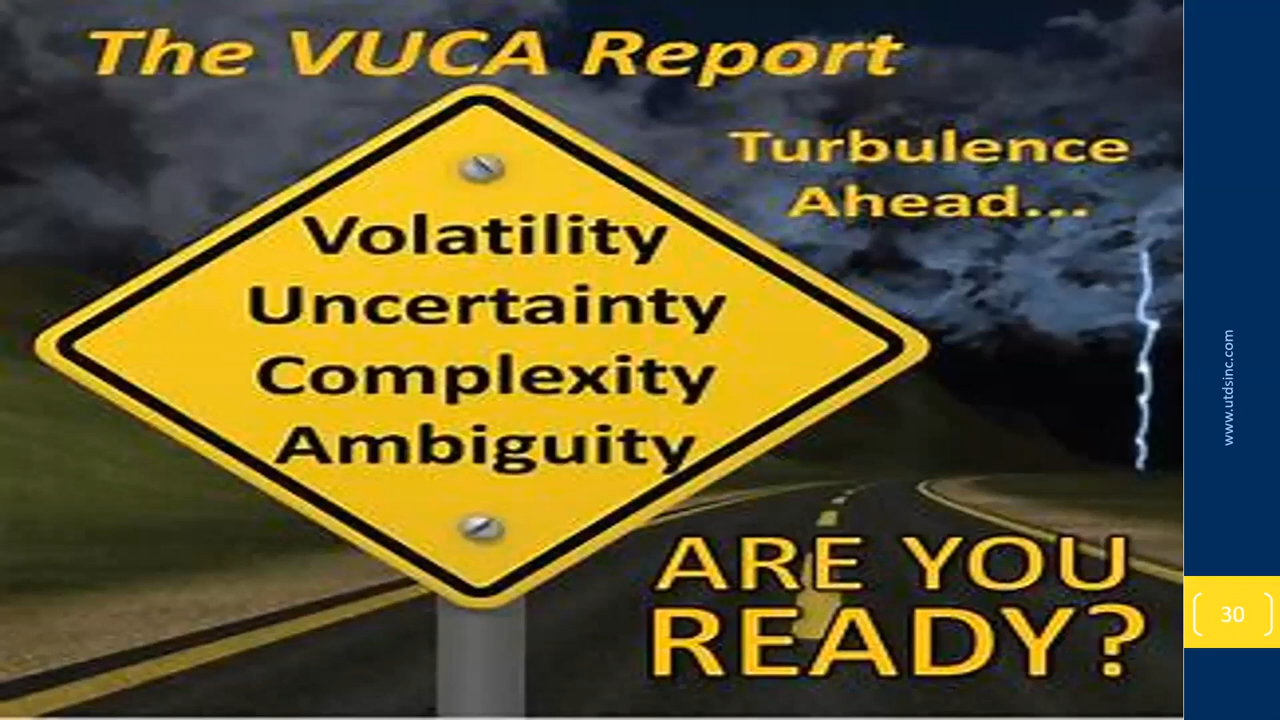 The VUCA Report
Turbulence
Ahead...
Volatility
Uncertainty
Complexity
Ambiguity
ARE YOU
READY?
www.utdsinc.com
30